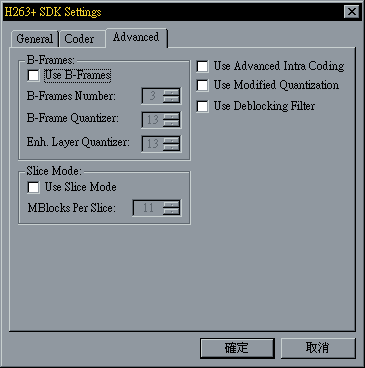 H263+ SDK Settings
General Coder Advanced
B-Frames:
Use B-Frames
B-Frames Number: 3
B-Frame Quantizer: 13
Enh. Layer Quantizer: 13
Use Advanced Intra Coding
Use Modified Quantization
Use Deblocking Filter
Slice Mode:
Use Slice Mode
MBlocks Per Slice: 11
確定 取消